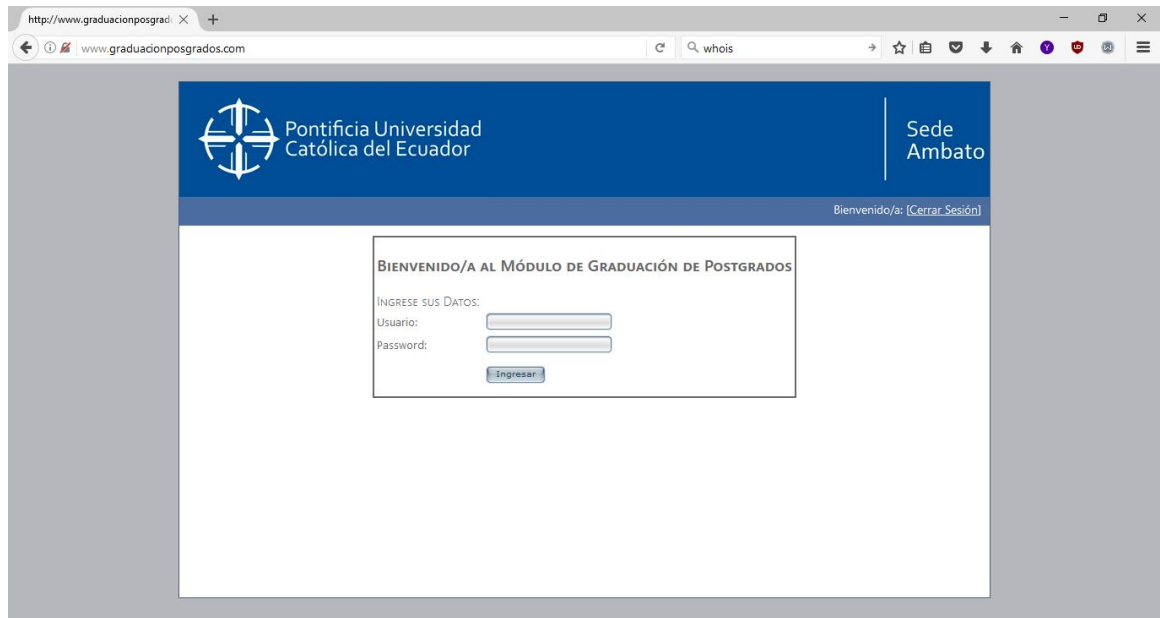 http://www.graduacionposgrad
www.graduacionposgrados.com
whois
Pontificia Universidad
Católica del Ecuador
Sede
Ambato
Bienvenido/a: [Cerrar Sesión]
BIENVENIDO/A AL MÓDULO DE GRADUACIÓN DE POSTGRADOS
INGRESE SUS DATOS:
Usuario:
Password:
Ingresar